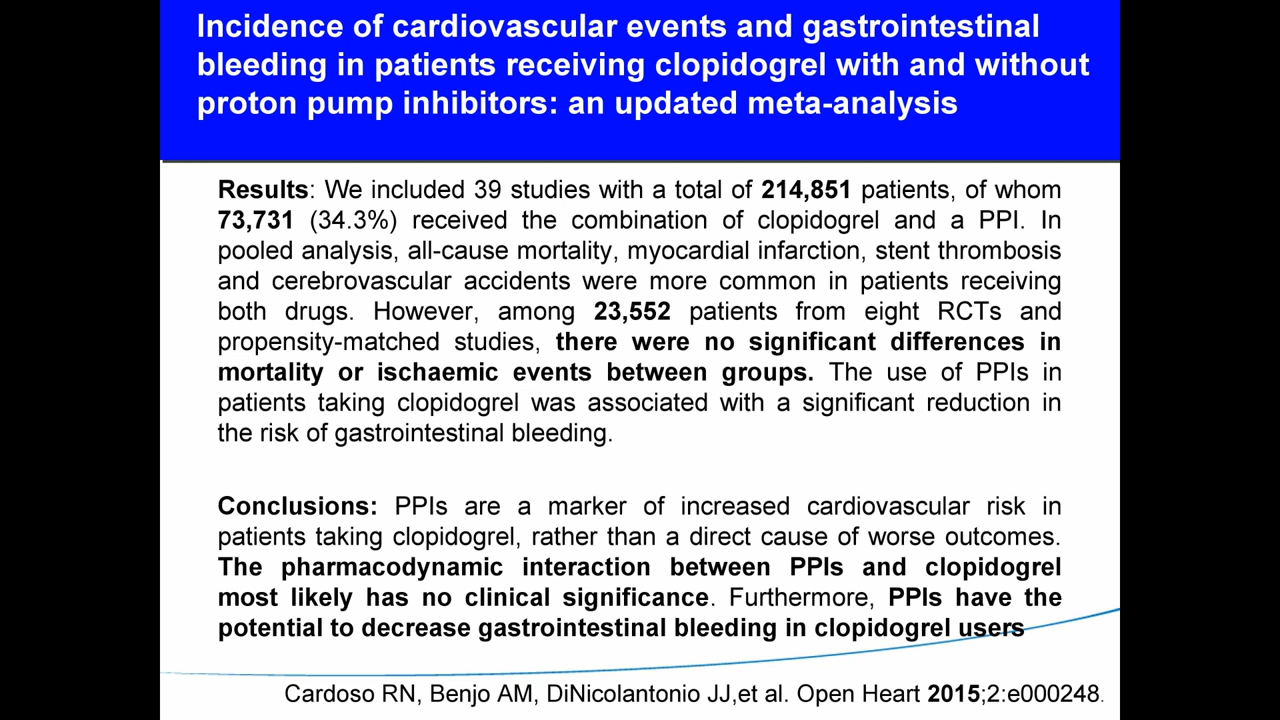 Incidence of cardiovascular events and gastrointestinal
bleeding in patients receiving clopidogrel with and without
proton pump inhibitors: an updated meta-analysis
Results: We included 39 studies with a total of 214,851 patients, of whom
73,731 (34.3%) received the combination of clopidogrel and a PPI. In
pooled analysis, all-cause mortality, myocardial infarction, stent thrombosis
and cerebrovascular accidents were more common in patients receiving
both drugs. However, among 23,552 patients from eight RCTs and
propensity-matched studies, there were no significant differences in
mortality or ischaemic events between groups. The use of PPIs in
patients taking clopidogrel was associated with a significant reduction in
the risk of gastrointestinal bleeding.
Conclusions: PPIs are a marker of increased cardiovascular risk in
patients taking clopidogrel, rather than a direct cause of worse outcomes.
The pharmacodynamic interaction between PPIs and clopidogrel
most likely has no clinical significance. Furthermore, PPIs have the
potential to decrease gastrointestinal bleeding in clopidogrel users
Cardoso RN, Benjo AM, DiNicolantonio JJ,et al. Open Heart 2015;2:e000248.